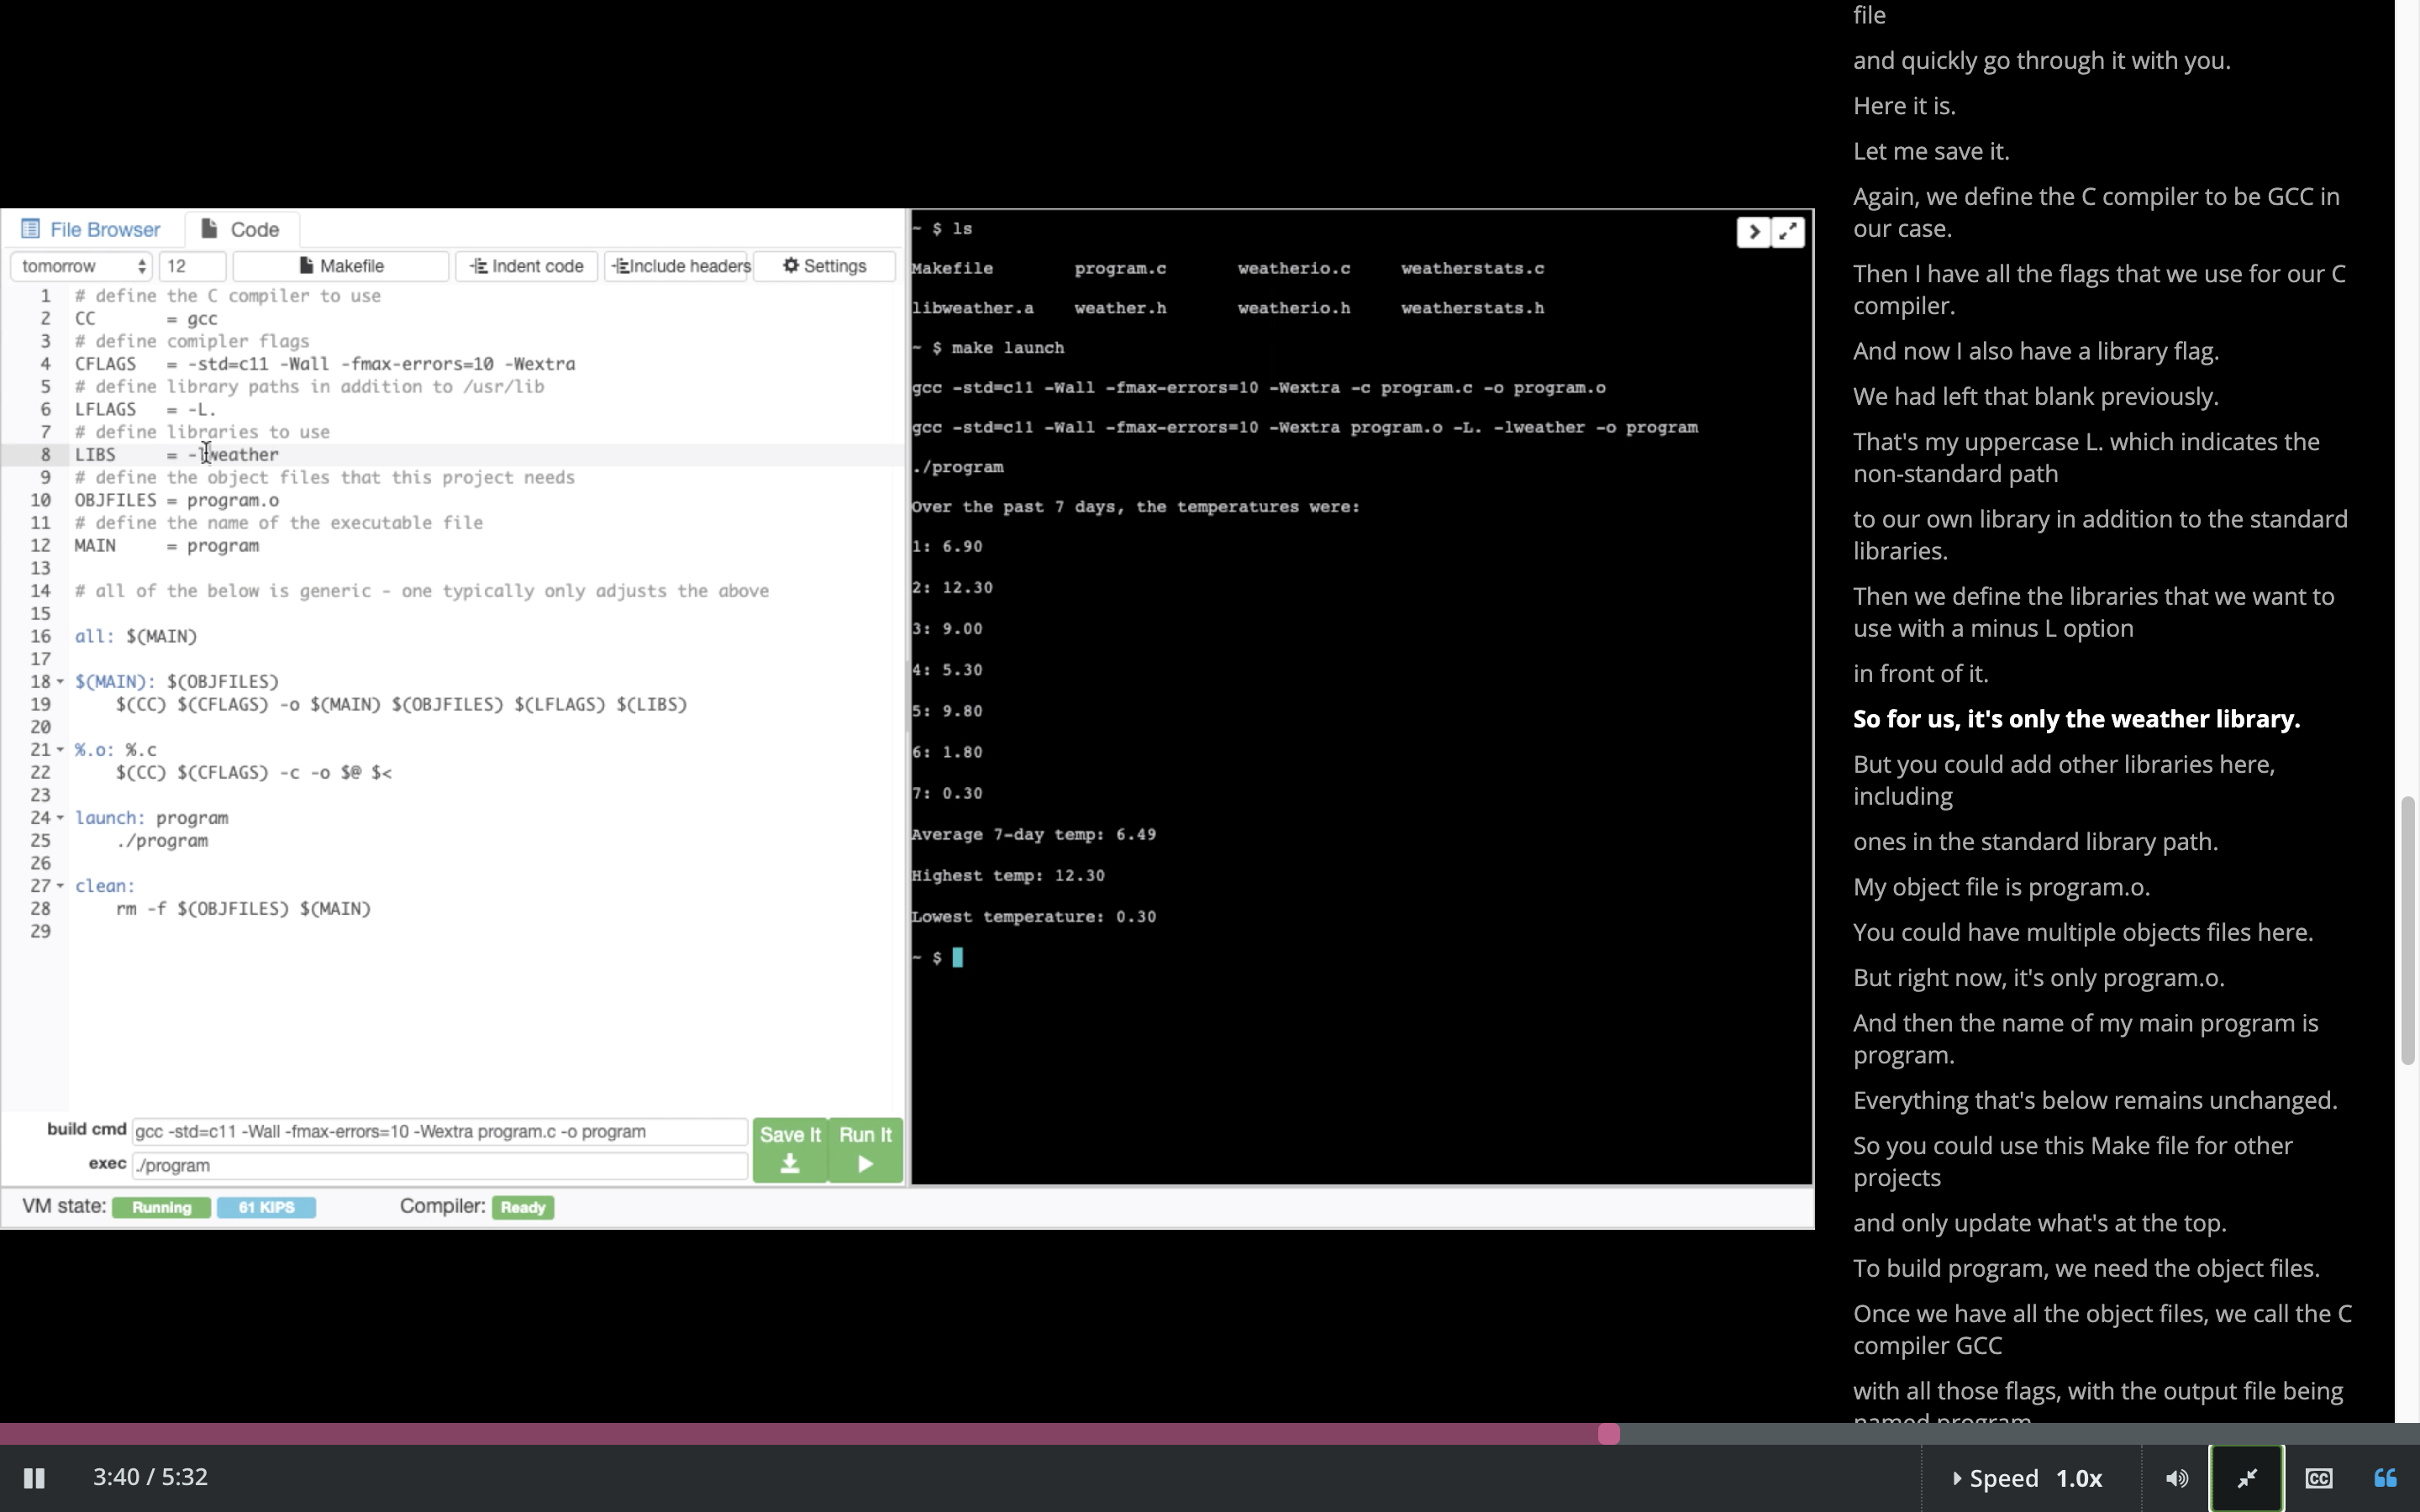 File Browser
Code
tomorrow
12
Makefile
Indent code
Include headers
Settings
1 # define the C compiler to use
2 CC       = gcc
3 # define comipler flags
4 CFLAGS   = -std=c11 -Wall -fmax-errors=10 -Wextra
5 # define library paths in addition to /usr/lib
6 LFLAGS   = -L.
7 # define libraries to use
8 LIBS     = -lweather
9 # define the object files that this project needs
10 OBJFILES = program.o
11 # define the name of the executable file
12 MAIN     = program
13
14 # all of the below is generic - one typically only adjusts the above
15
16 all: $(MAIN)
17
18 $(MAIN): $(OBJFILES)
19     $(CC) $(CFLAGS) -o $(MAIN) $(OBJFILES) $(LFLAGS) $(LIBS)
20
21 %.o: %.c
22     $(CC) $(CFLAGS) -c -o $@ $<
23
24 launch: program
25     ./program
26
27 clean:
28     rm -f $(OBJFILES) $(MAIN)
29
build cmd gcc -std=c11 -Wall -fmax-errors=10 -Wextra program.c -o program
exec ./program
Save It
Run It
VM state: Running 61 KIPS Compiler: Ready
~ $ ls
Makefile program.c weatherio.c weatherstats.c
libweather.a weather.h weatherio.h weatherstats.h
~ $ make launch
gcc -std=c11 -Wall -fmax-errors=10 -Wextra -c program.c -o program.o
gcc -std=c11 -Wall -fmax-errors=10 -Wextra program.o -L. -lweather -o program
./program
Over the past 7 days, the temperatures were:
1: 6.90
2: 12.30
3: 9.00
4: 5.30
5: 9.80
6: 1.80
7: 0.30
Average 7-day temp: 6.49
Highest temp: 12.30
Lowest temperature: 0.30
~ $
file
and quickly go through it with you.
Here it is.
Let me save it.
Again, we define the C compiler to be GCC in
our case.
Then I have all the flags that we use for our C
compiler.
And now I also have a library flag.
We had left that blank previously.
That's my uppercase L. which indicates the
non-standard path
to our own library in addition to the standard
libraries.
Then we define the libraries that we want to
use with a minus L option
in front of it.
So for us, it's only the weather library.
But you could add other libraries here,
including
ones in the standard library path.
My object file is program.o.
You could have multiple objects files here.
But right now, it's only program.o.
And then the name of my main program is
program.
Everything that's below remains unchanged.
So you could use this Make file for other
projects
and only update what's at the top.
To build program, we need the object files.
Once we have all the object files, we call the C
compiler GCC
with all those flags, with the output file being
named program
3:40 / 5:32
Speed 1.0x
CC